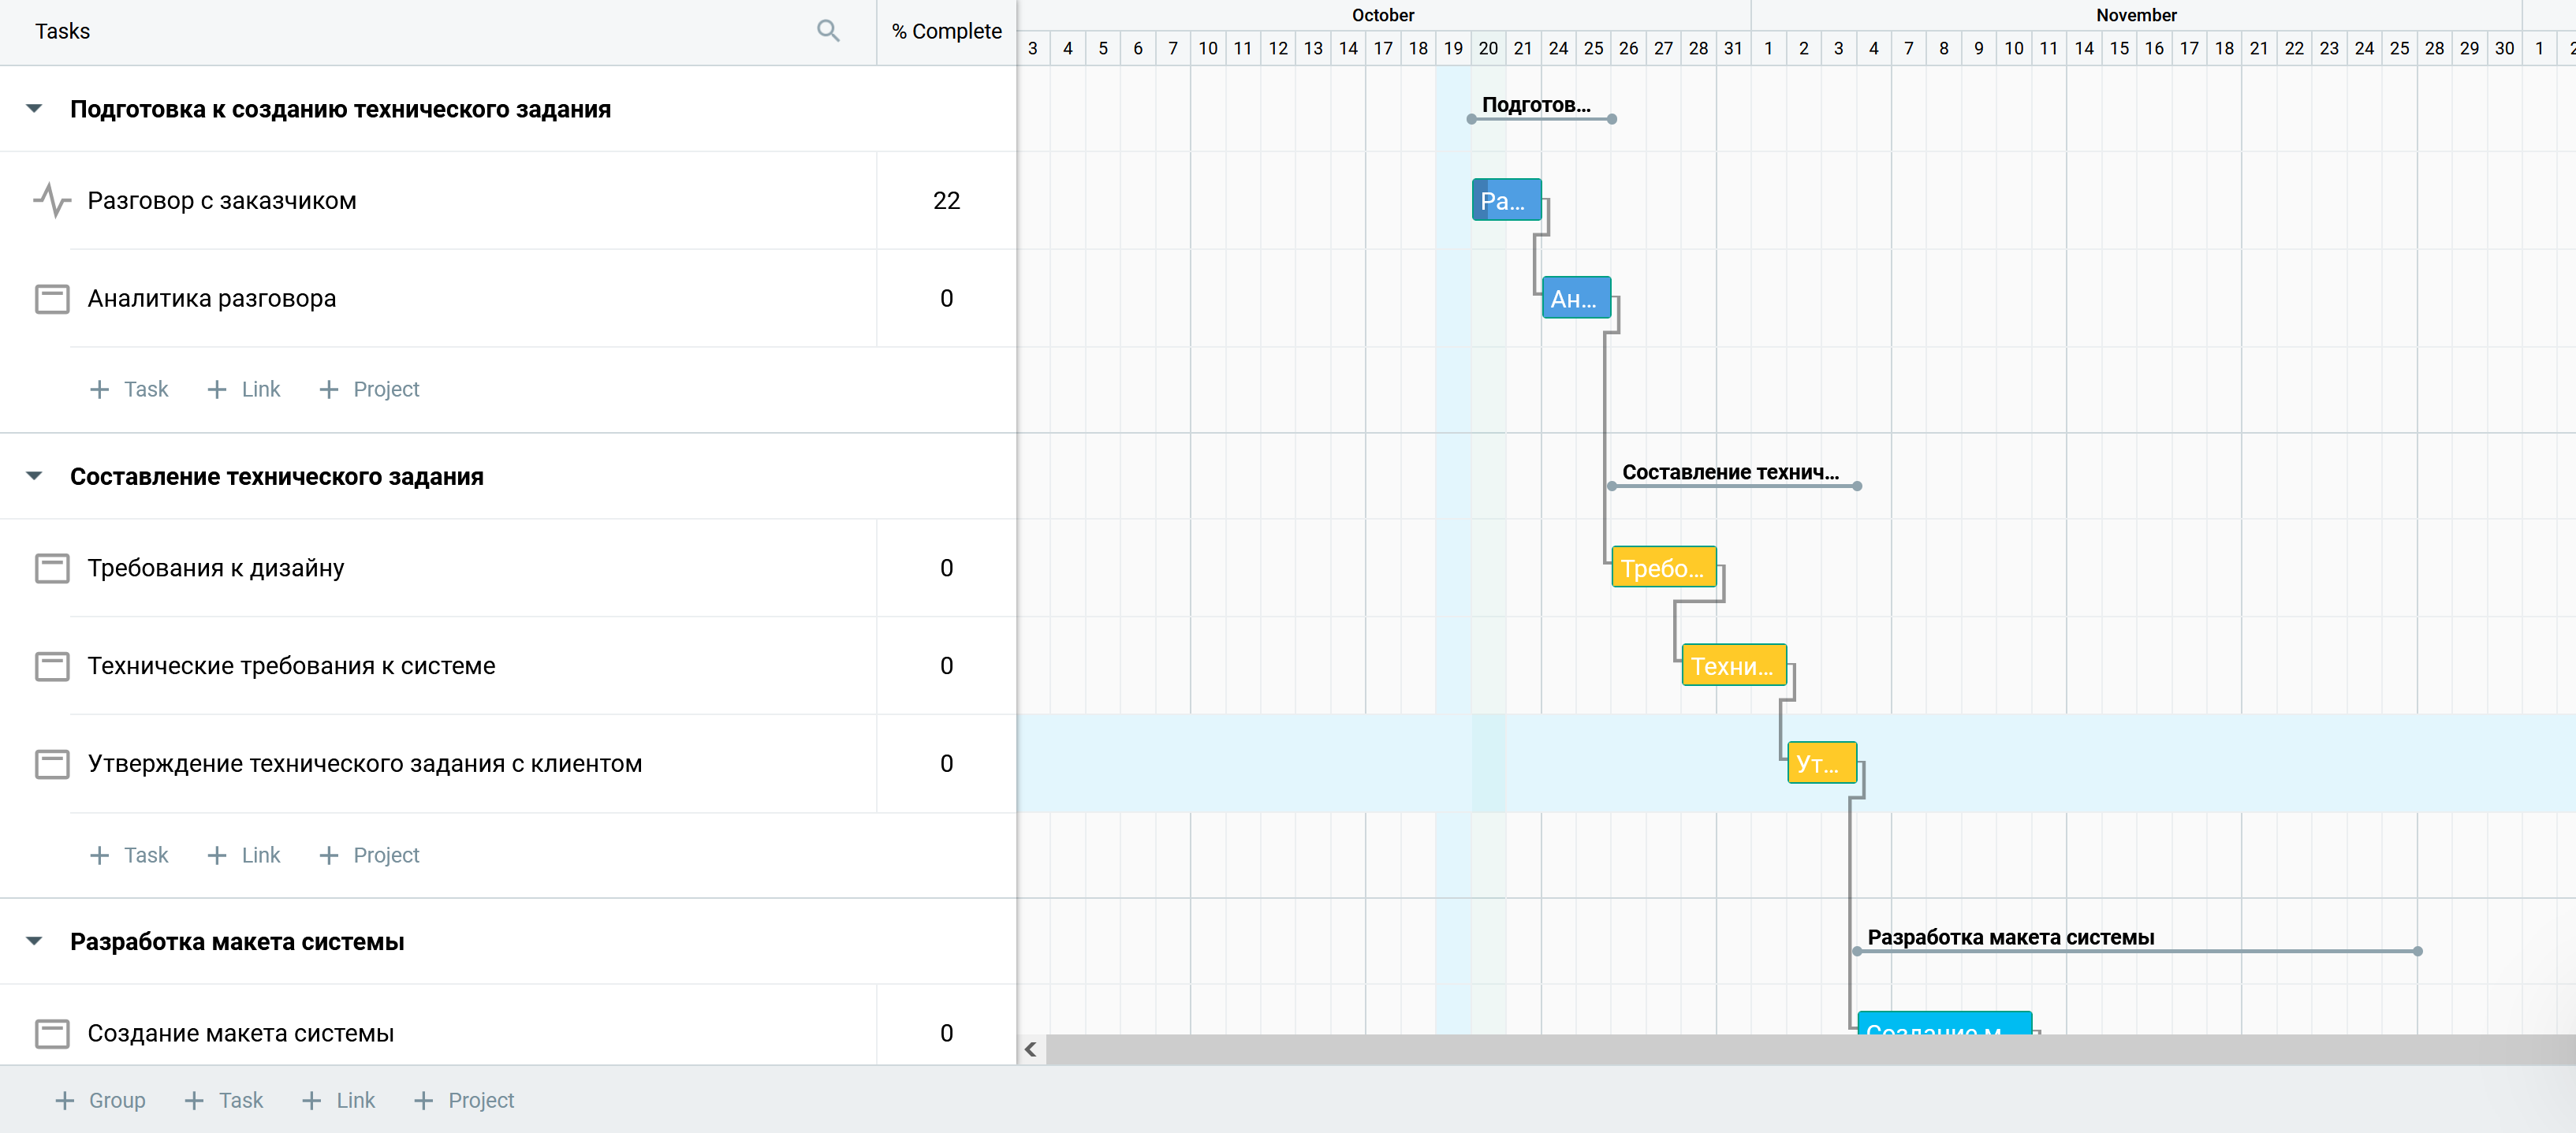 Tasks % Complete
October November
3 4 5 6 7 10 11 12 13 14 17 18 19 20 21 24 25 26 27 28 31 1 2 3 4 7 8 9 10 11 14 15 16 17 18 21 22 23 24 25 28 29 30 1
Подготовка к созданию технического задания
Подготов...
Разговор с заказчиком 22
Ра...
Аналитика разговора 0
Ан...
+ Task + Link + Project
Составление технического задания
Составление технич...
Требования к дизайну 0
Требо...
Технические требования к системе 0
Техни...
Утверждение технического задания с клиентом 0
Ут...
+ Task + Link + Project
Разработка макета системы
Разработка макета системы
Создание макета системы 0
Создание м...
+ Group + Task + Link + Project